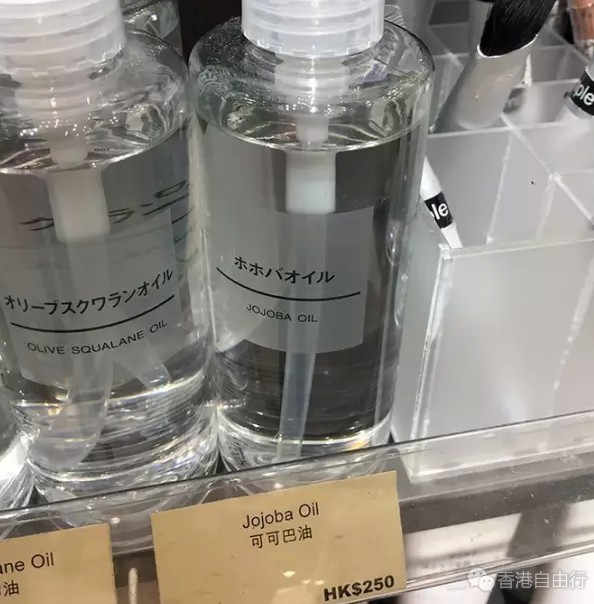 オリーブスクワランオイル
OLIVE SQUALANE OIL
ホホバオイル
JOJOBA OIL
ple
ple
ane Oil
油
Jojoba Oil
可可巴油
HK$250
香港自由行